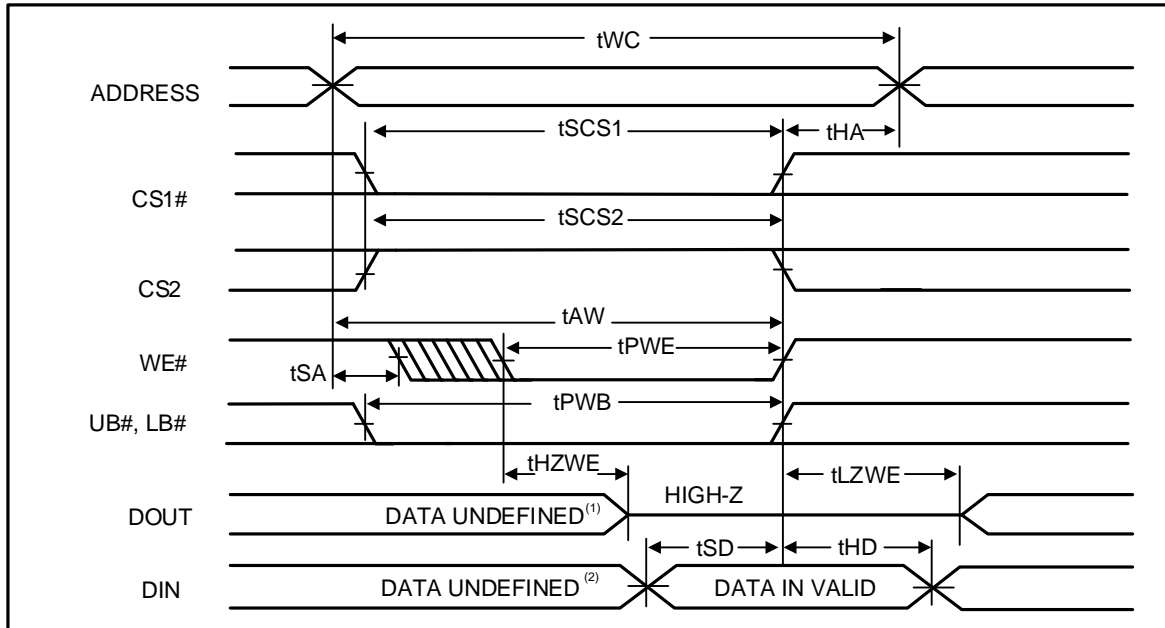 tWC
ADDRESS
tSCS1
tHA
CS1#
tSCS2
CS2
tAW
WE#
tPWE
tSA
tPWB
UB#, LB#
tHZWE
tLZWE
HIGH-Z
DOUT
DATA UNDEFINED(1)
tSD
tHD
DIN
DATA UNDEFINED (2)
DATA IN VALID